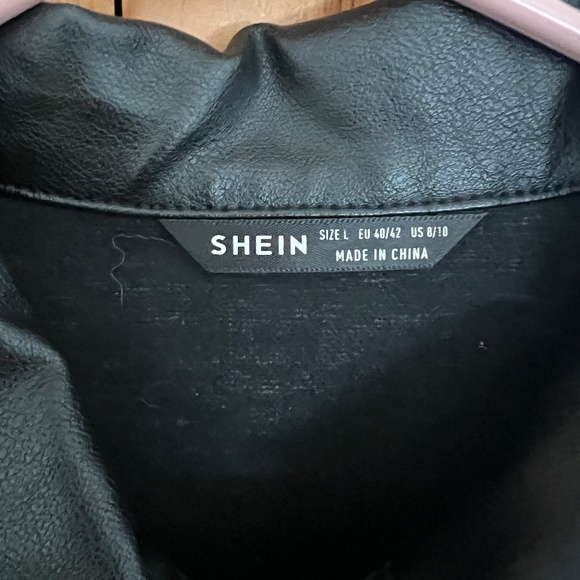 SHEIN SIZE L EU 40/42 US 8/10
MADE IN CHINA